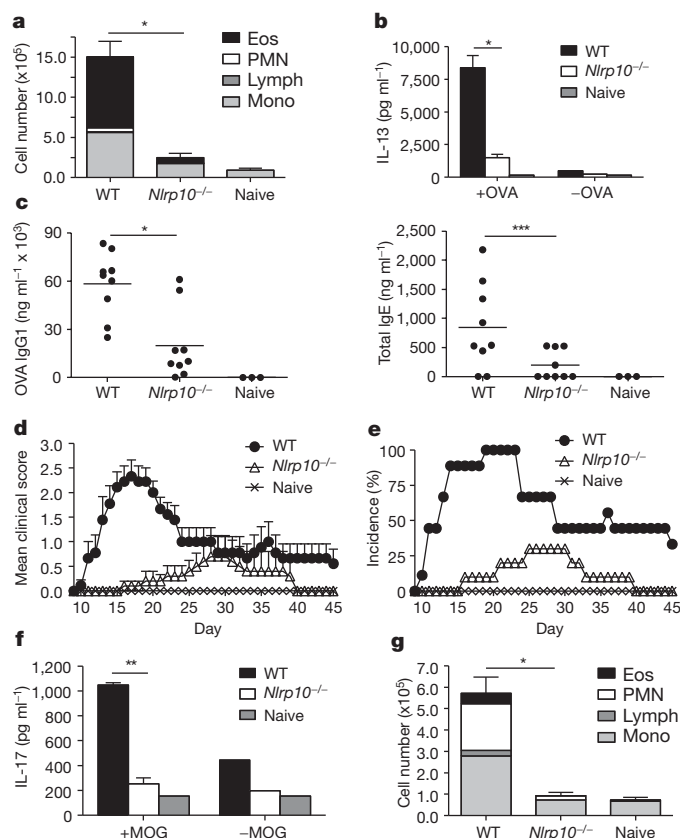 a
*
Eos
PMN
Lymph
Mono
Cell number (x10⁵)
15.0
10.0
5.0
0.0
WT
Nlrp10⁻/⁻
Naive
b
*
WT
Nlrp10⁻/⁻
Naive
IL-13 (pg ml⁻¹)
10,000
7,500
5,000
2,500
0
+OVA
−OVA
c
*
OVA IgG1 (ng ml⁻¹ x 10³)
90
60
30
0
WT
Nlrp10⁻/⁻
Naive
***
Total IgE (ng ml⁻¹)
2,500
2,000
1,500
1,000
500
0
WT
Nlrp10⁻/⁻
Naive
d
WT
Nlrp10⁻/⁻
Naive
Mean clinical score
3.0
2.5
2.0
1.5
1.0
0.5
0.0
10 15 20 25 30 35 40 45
Day
e
WT
Nlrp10⁻/⁻
Naive
Incidence (%)
100
75
50
25
0
10 15 20 25 30 35 40 45
Day
f
**
WT
Nlrp10⁻/⁻
Naive
IL-17 (pg ml⁻¹)
1,200
1,000
800
600
400
200
0
+MOG
−MOG
g
*
Eos
PMN
Lymph
Mono
Cell number (x10⁵)
7.0
6.0
5.0
4.0
3.0
2.0
1.0
0.0
WT
Nlrp10⁻/⁻
Naive